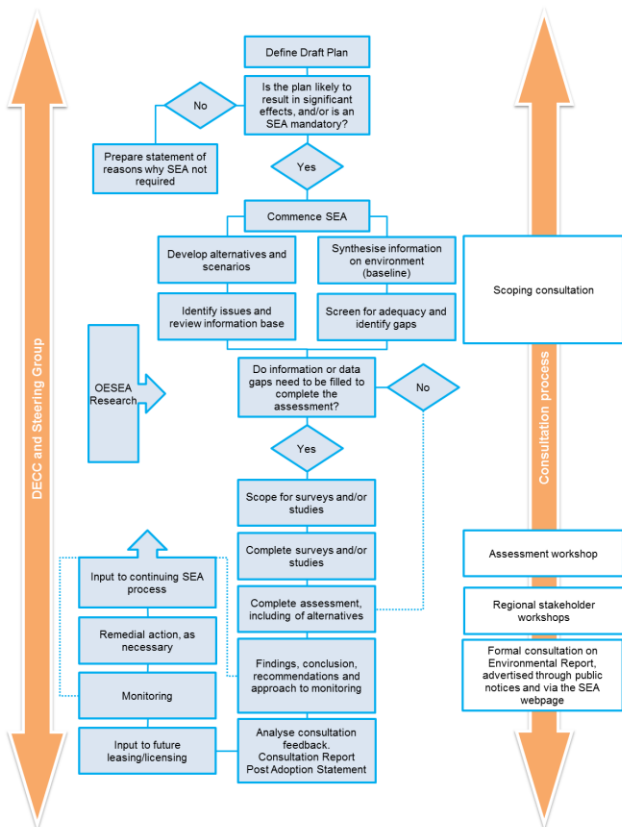 Define Draft Plan
Is the plan likely to
result in significant
effects, and/or is an
SEA mandatory?
No
Prepare statement of
reasons why SEA not
required
Yes
Commence SEA
Develop alternatives and
scenarios
Synthesise information
on environment
(baseline)
Scoping consultation
Identify issues and
review information base
Screen for adequacy and
identify gaps
OESEA
Research
Do information or data
gaps need to be filled to
complete the
assessment?
No
Yes
DECC and Steering Group
Consultation process
Scope for surveys and/or
studies
Complete surveys and/or
studies
Assessment workshop
Input to continuing SEA
process
Complete assessment,
including of alternatives
Regional stakeholder
workshops
Remedial action, as
necessary
Findings, conclusion,
recommendations and
approach to monitoring
Formal consultation on
Environmental Report,
advertised through public
notices and via the SEA
webpage
Monitoring
Input to future
leasing/licensing
Analyse consultation
feedback.
Consultation Report
Post Adoption Statement